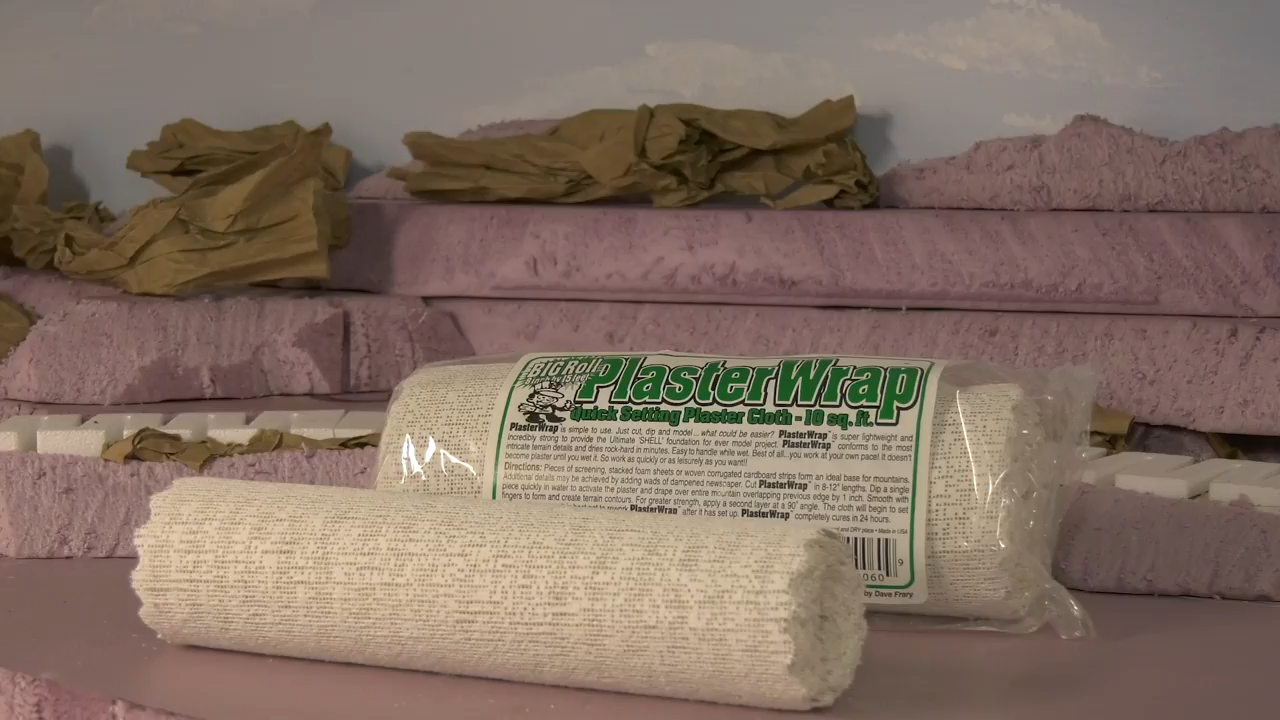 BIG Roll
PlasterWrap
Quick Setting Plaster Cloth - 10 sq. ft.
PlasterWrap is simple to use. Just cut, dip and model... what could be easier? PlasterWrap is super lightweight and
incredibly strong to provide the Ultimate 'SHELL' foundation for ever model project. PlasterWrap conforms to the most
intricate terrain details and dries rock-hard in minutes. Easy to handle while wet. Best of all...you work at your own pace! It doesn't
become plaster until you wet it. So work as quickly or as leisurely as you want!!
Directions: Pieces of screening, stacked foam sheets or woven corrugated cardboard strips form an ideal base for mountains.
Additional details may be achieved by adding wads of dampened newspaper. Cut PlasterWrap in 8-12" lengths. Dip a single
piece quickly in water to activate the plaster and drape over entire mountain overlapping previous edge by 1 inch. Smooth with
fingers to form and create terrain contours. For greater strength, apply a second layer at a 90° angle. The cloth will begin to set
rework PlasterWrap after it has set up. PlasterWrap completely cures in 24 hours.
and DRY place • Made in USA
9
060
by Dave Frary